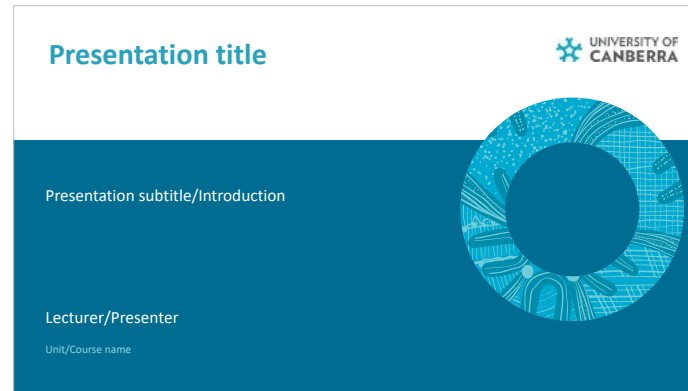 Presentation title
UNIVERSITY OF
CANBERRA
Presentation subtitle/Introduction
Lecturer/Presenter
Unit/Course name